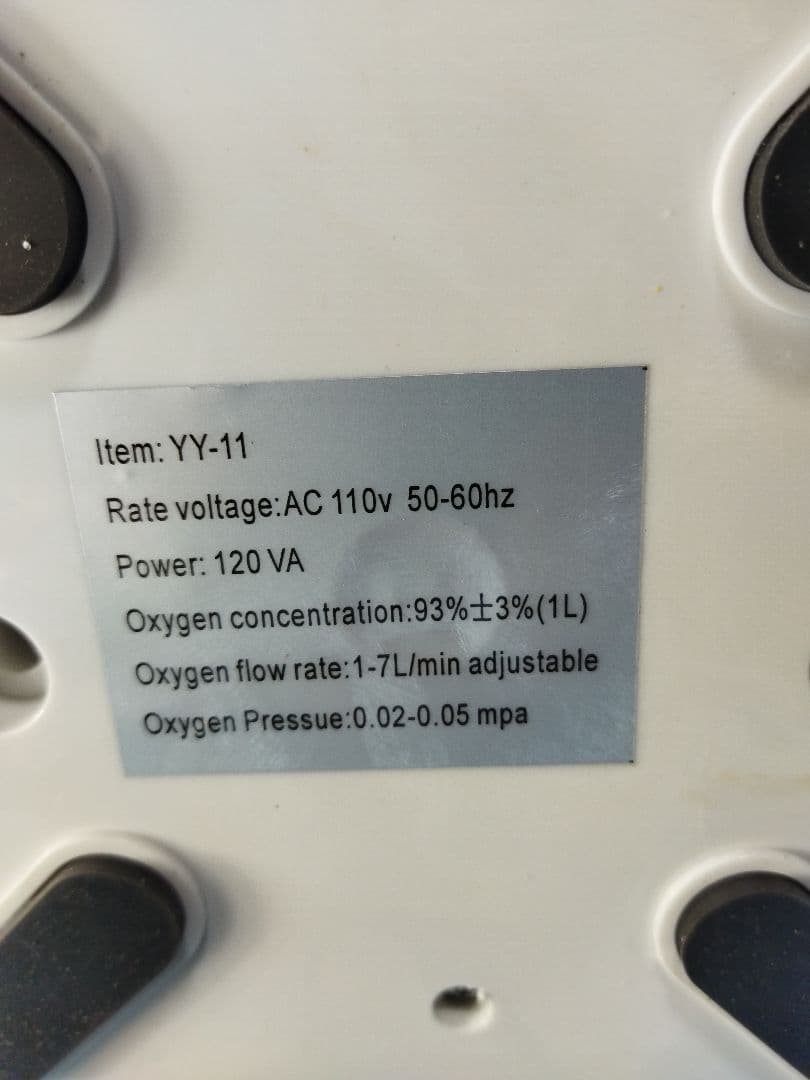 Item: YY-11
Rate voltage:AC 110v 50-60hz
Power: 120 VA
Oxygen concentration:93%±3%(1L)
Oxygen flow rate:1-7L/min adjustable
Oxygen Pressue:0.02-0.05 mpa